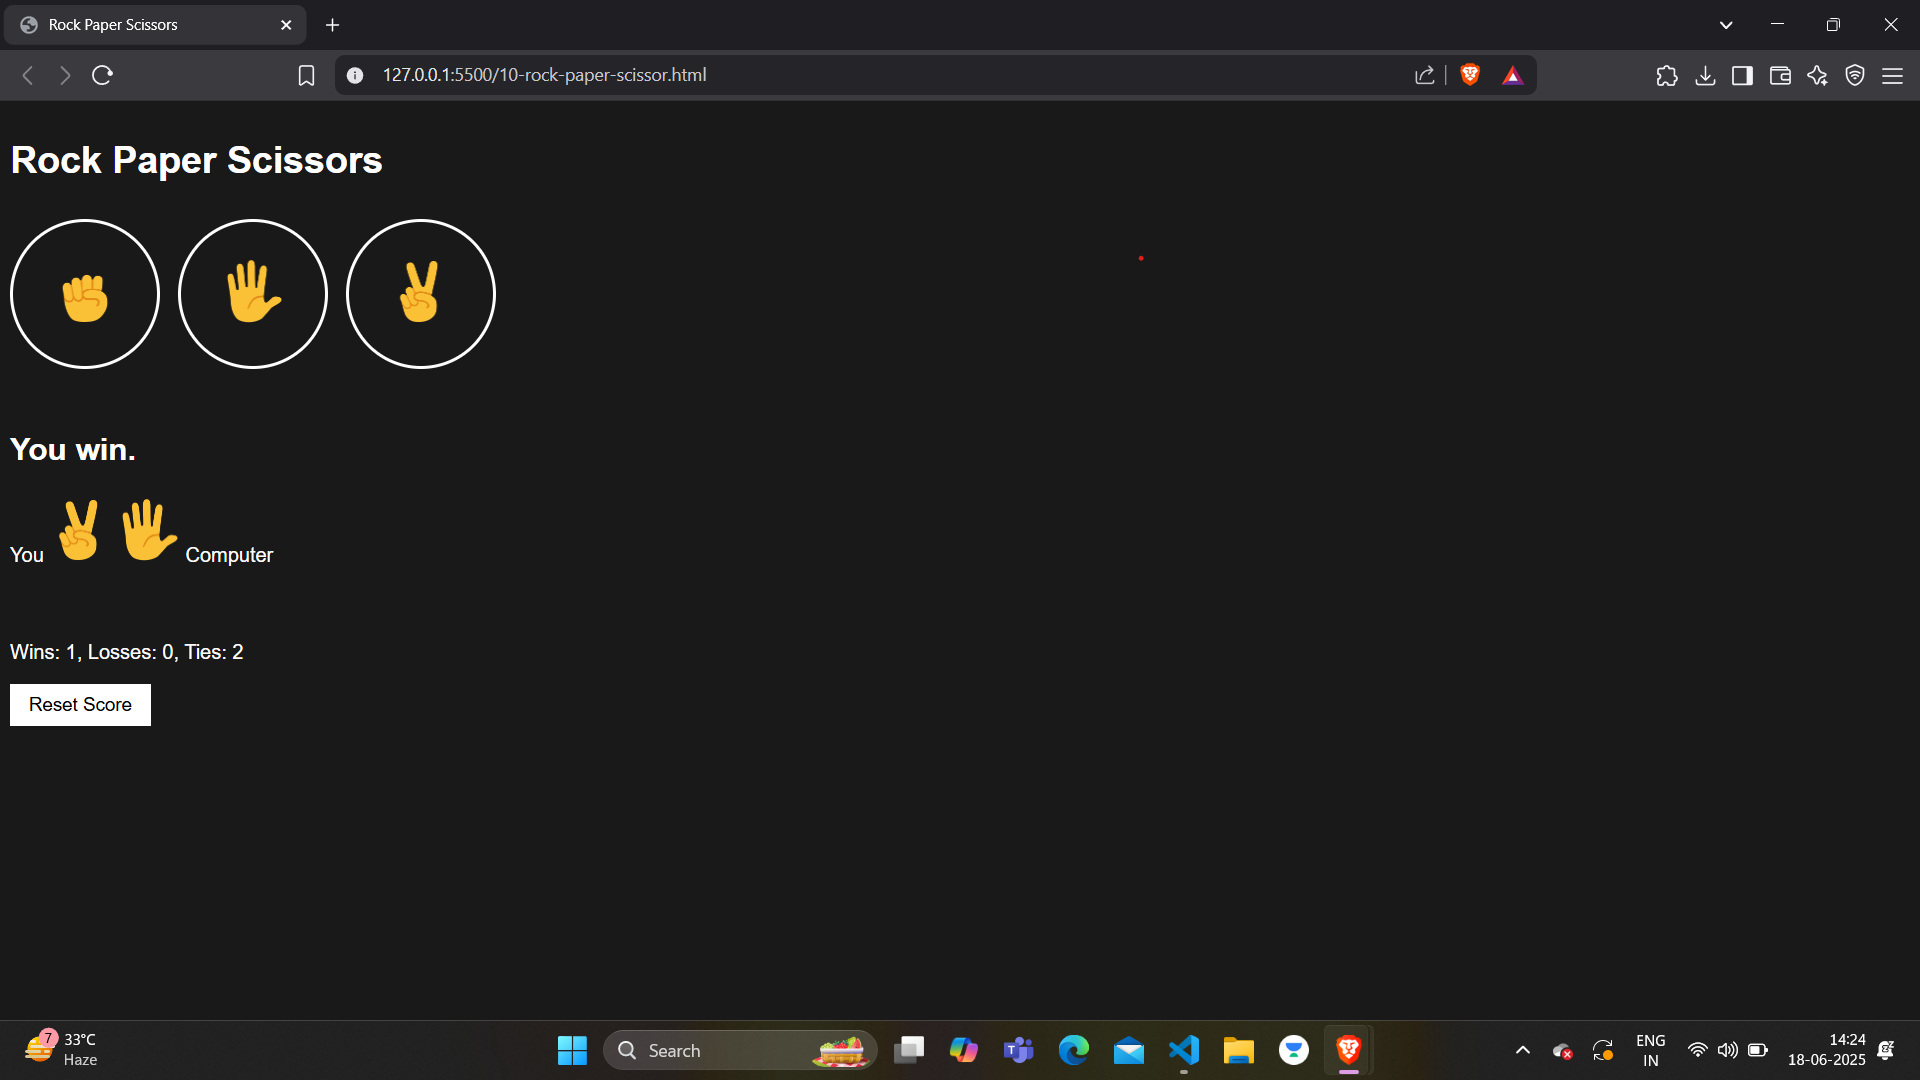 Rock Paper Scissors
127.0.0.1:5500/10-rock-paper-scissor.html
Rock Paper Scissors
You win.
You Computer
Wins: 1, Losses: 0, Ties: 2
Reset Score
7
33°C
Haze
Search
ENG
IN
14:24
18-06-2025